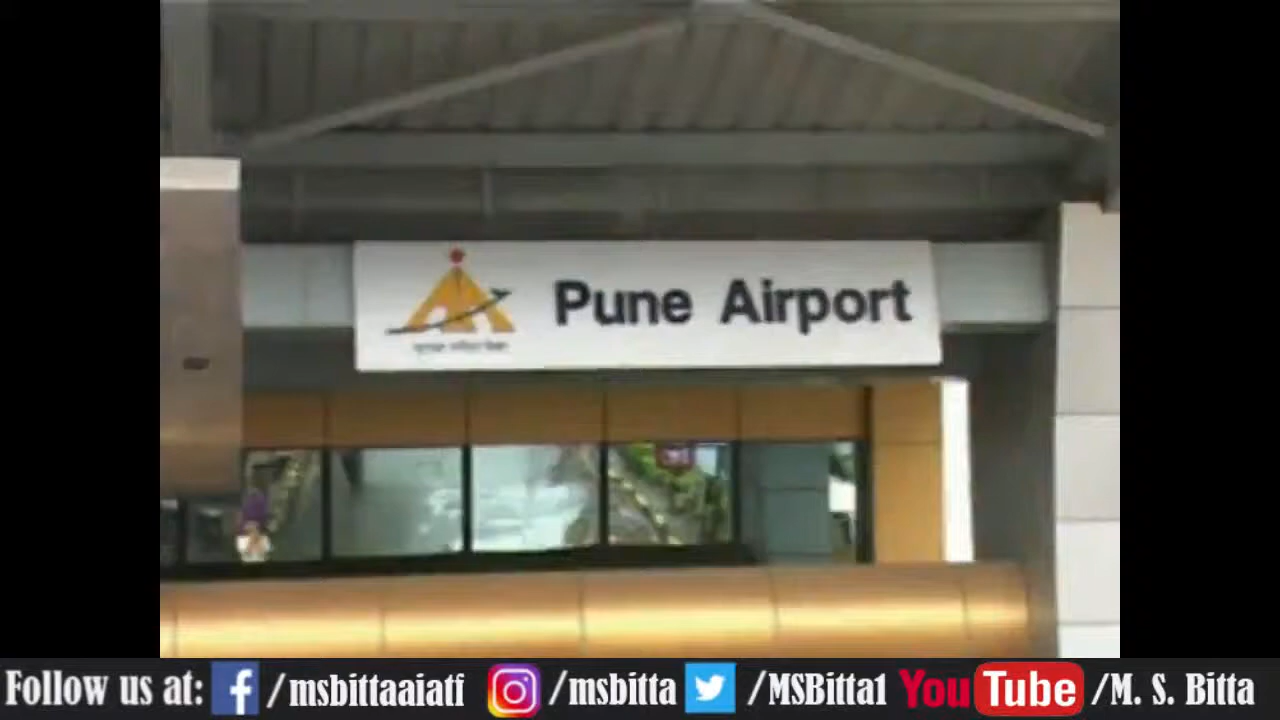 Pune Airport
Follow us at: /msbittaaiatf /msbitta /MSBitta1 YouTube /M. S. Bitta